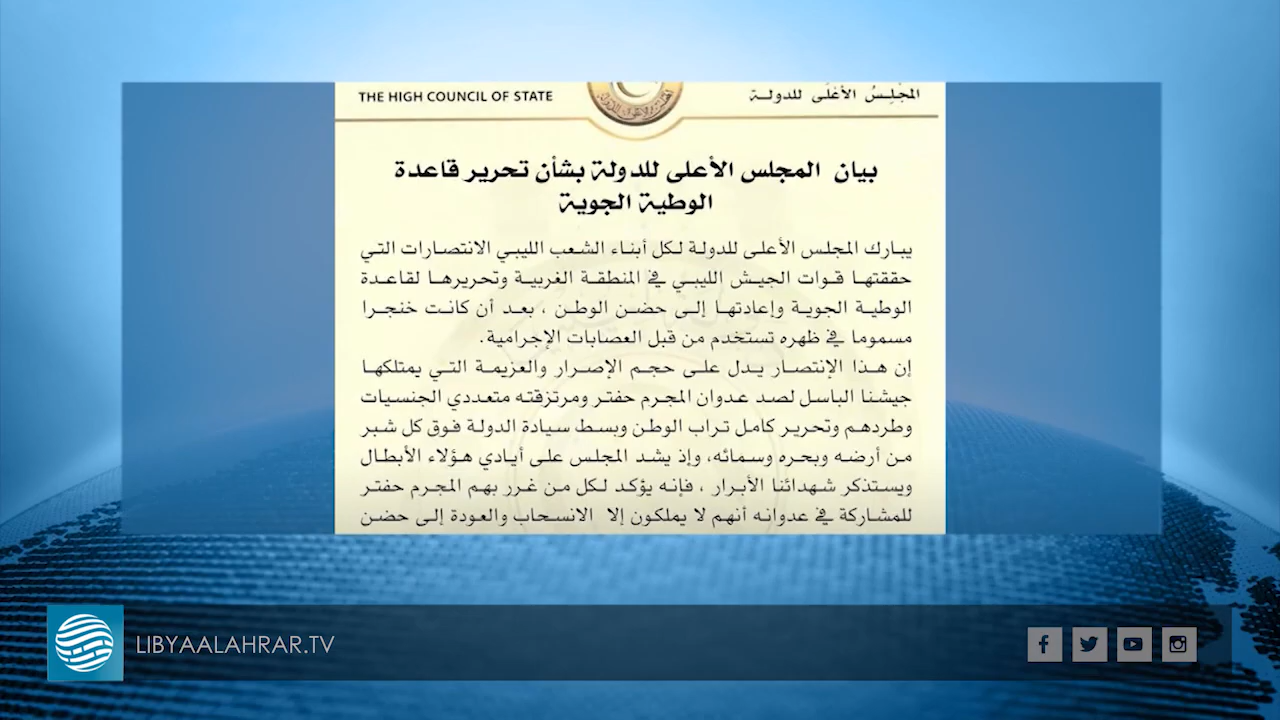 THE HIGH COUNCIL OF STATE
المجْلِسُ الأعْلَى للدولـة
بيان المجلس الأعلى للدولة بشأن تحرير قاعدة
الوطية الجوية
يبارك المجلس الأعلى للدولة لكل أبناء الشعب الليبي الانتصارات التي
حققتها قوات الجيش الليبي في المنطقة الغربية وتحريرها لقاعدة
الوطية الجوية وإعادتها إلى حضن الوطن ، بعد أن كانت خنجرا
مسموما في ظهره تستخدم من قبل العصابات الإجرامية.
إن هذا الإنتصار يدل على حجم الإصرار والعزيمة التي يمتلكها
جيشنا الباسل لصد عدوان المجرم حفتر ومرتزقته متعددي الجنسيات
وطردهم وتحرير كامل تراب الوطن وبسط سيادة الدولة فوق كل شبر
من أرضه وبحره وسمائه، وإذ يشد المجلس على أيادي هؤلاء الأبطال
ويستذكر شهدائنا الأبرار ، فإنه يؤكد لكل من غرر بهم المجرم حفتر
للمشاركة في عدوانه أنهم لا يملكون إلا الانسحاب والعودة إلى حضن
LIBYAALAHRAR.TV